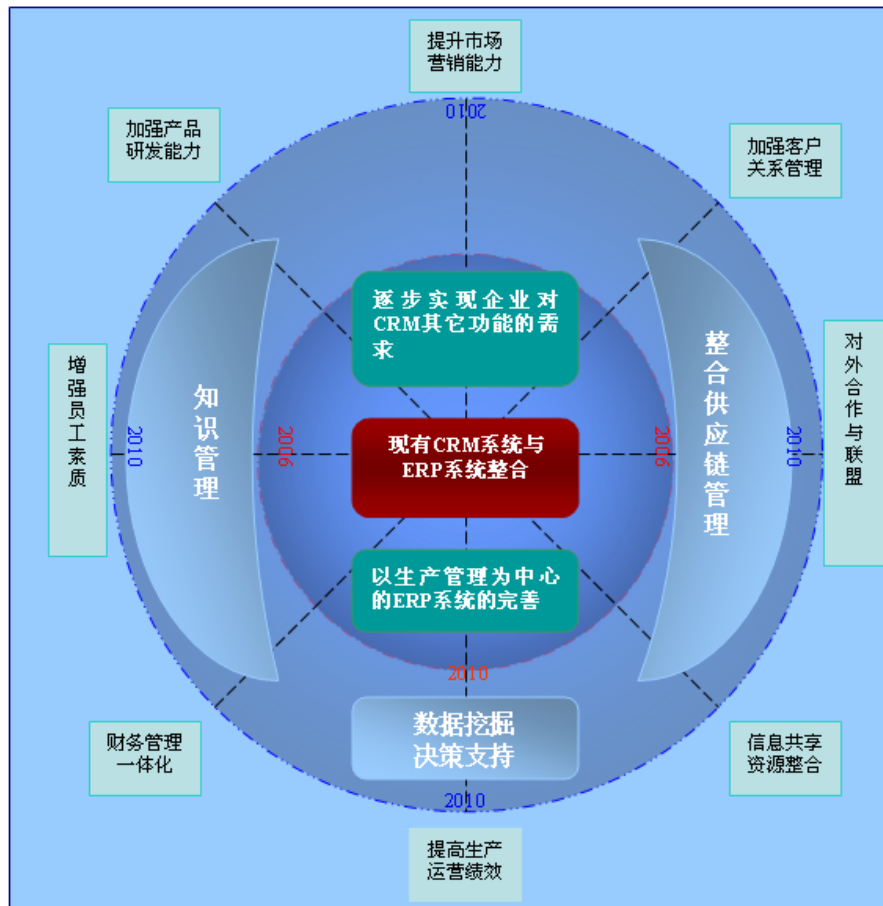 提升市场
营销能力
2010
加强产品
研发能力
加强客户
关系管理
逐步实现企业对
CRM其它功能的需
求
增强员工素质
2010
知识管理
2006
现有CRM系统与
ERP系统整合
2006
整合供应链管理
2010
对外合作与联盟
以生产管理为中心
的ERP系统的完善
2010
数据挖掘
决策支持
财务管理
一体化
信息共享
资源整合
2010
提高生产
运营绩效